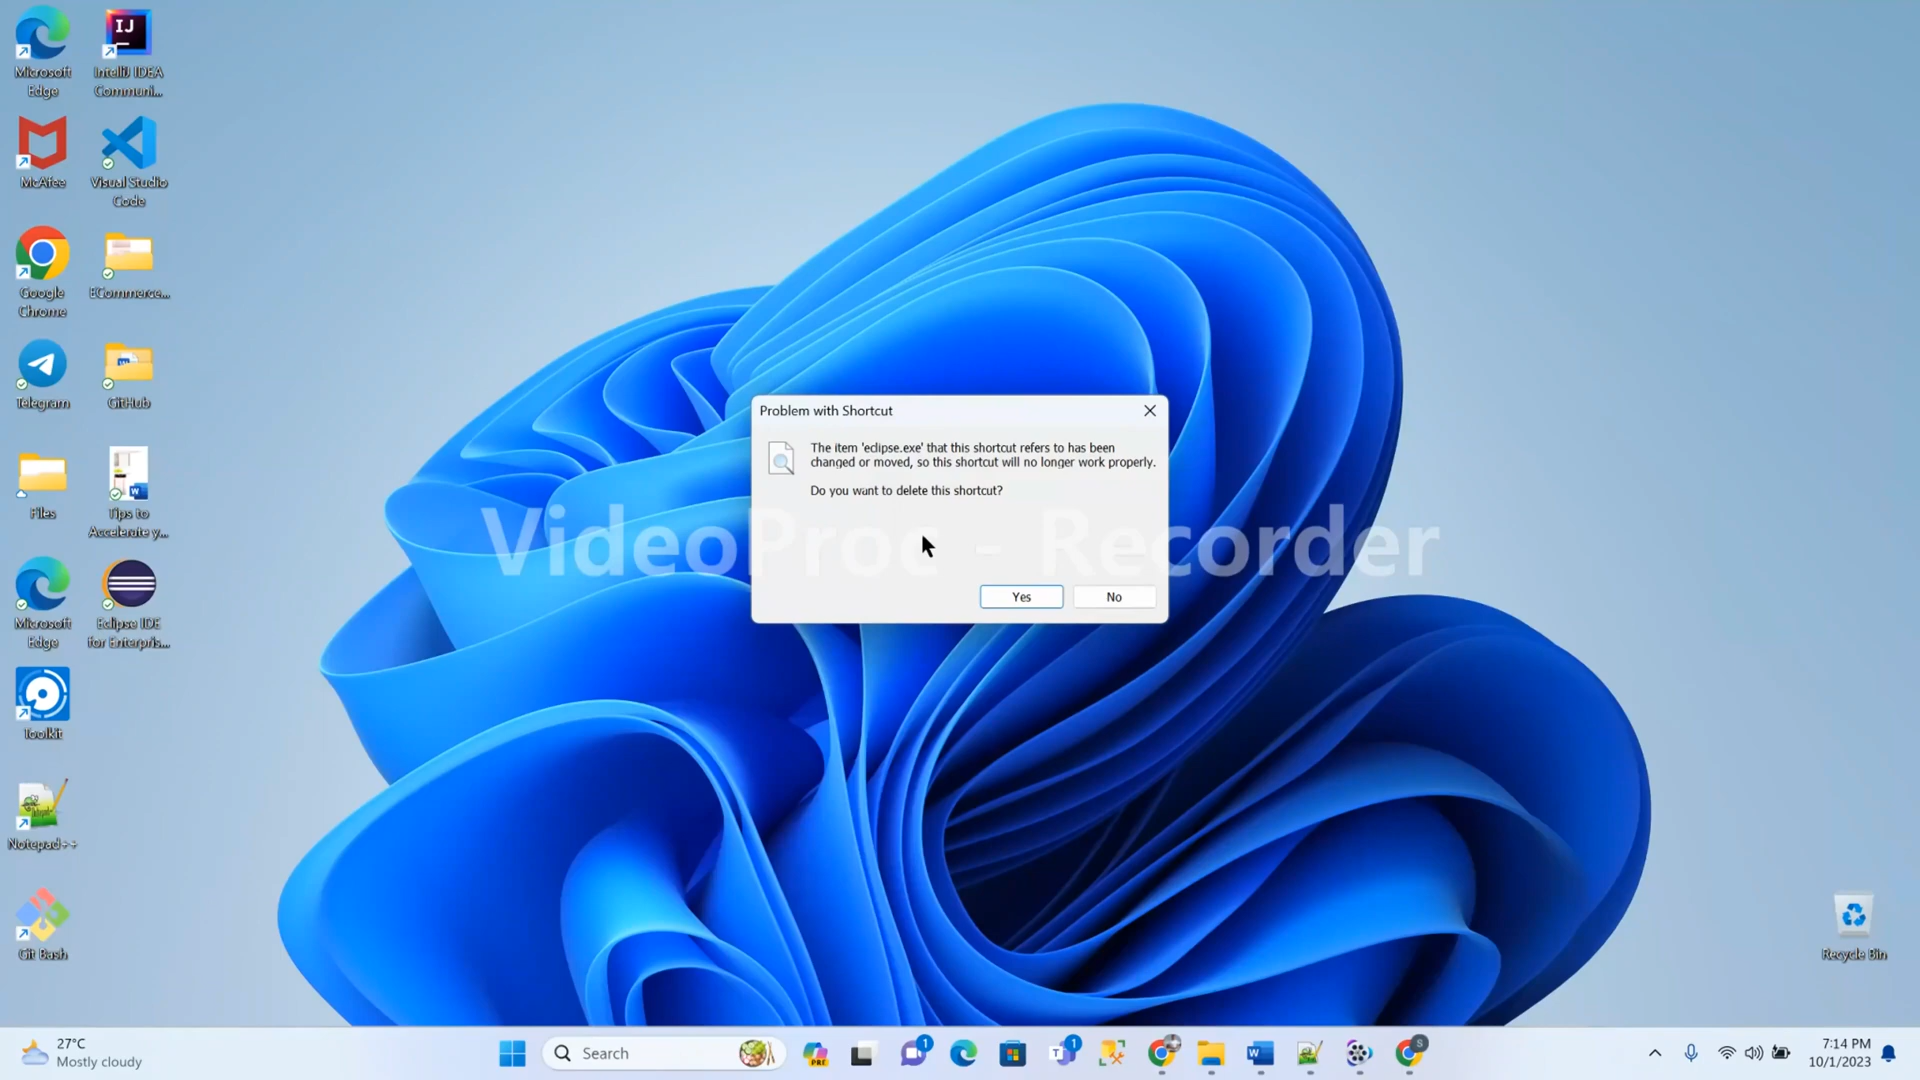 Microsoft
Edge
IntelliJ IDEA
Communi...
McAfee
Visual Studio
Code
Google
Chrome
ECommerce...
Telegram
GitHub
Files
Tips to
Accelerate y...
Microsoft
Edge
Eclipse IDE
for Enterpris...
Toolkit
Notepad++
Git Bash
Problem with Shortcut
The item 'eclipse.exe' that this shortcut refers to has been
changed or moved, so this shortcut will no longer work properly.
Do you want to delete this shortcut?
VideoProc - Recorder
Yes
No
Recycle Bin
27°C
Mostly cloudy
Search
PRE
1
1
S
7:14 PM
10/1/2023